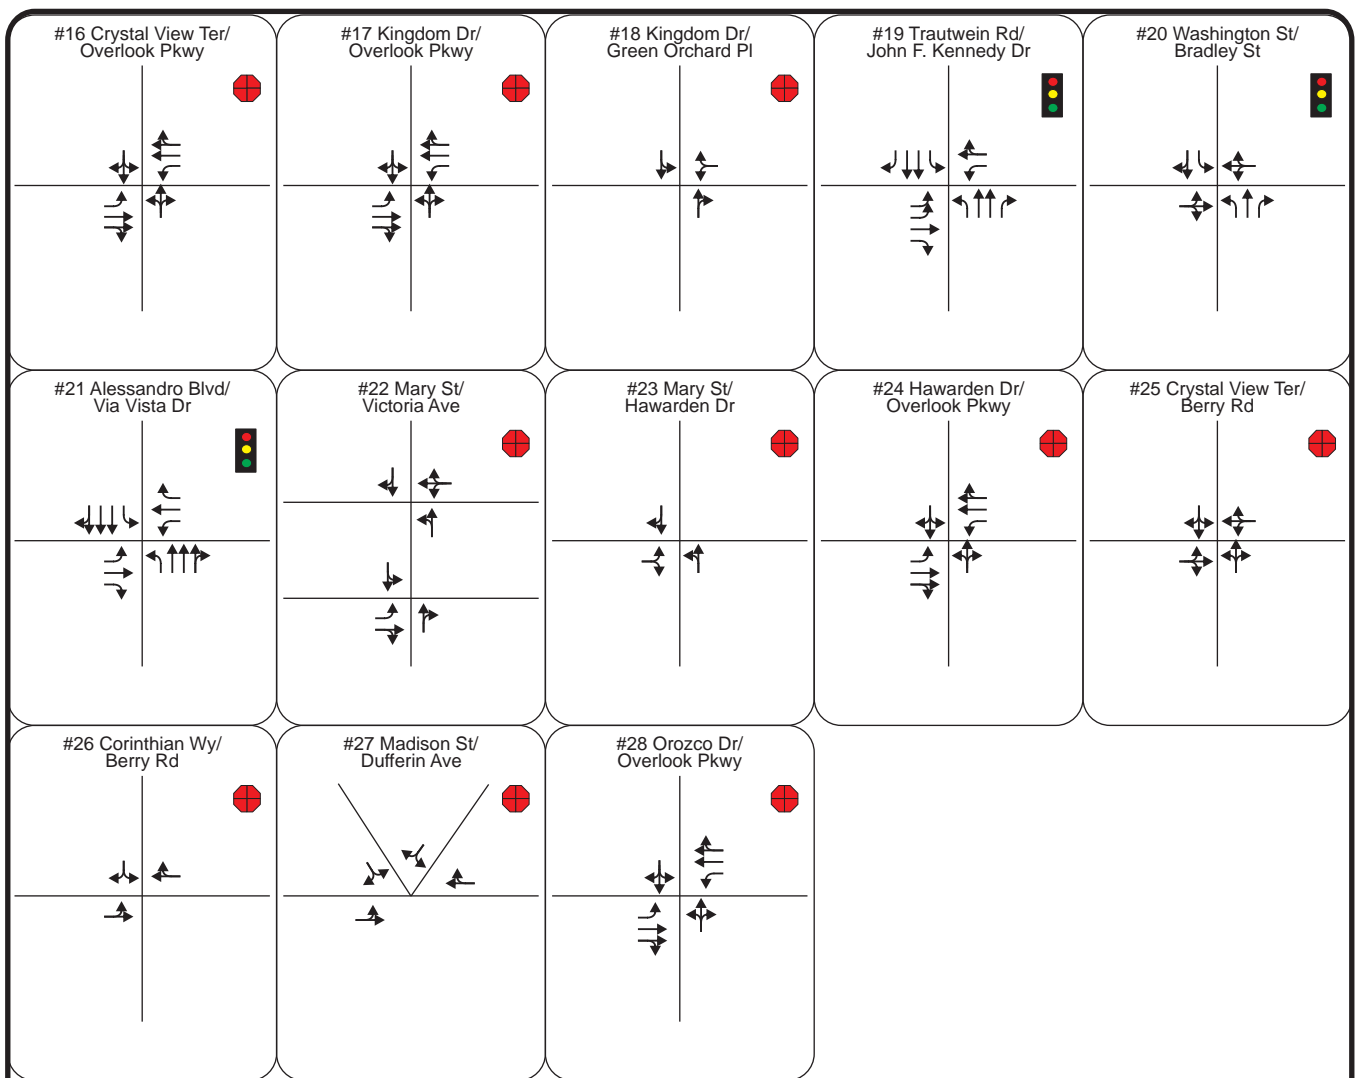 #16 Crystal View Ter/
Overlook Pkwy
#17 Kingdom Dr/
Overlook Pkwy
#18 Kingdom Dr/
Green Orchard Pl
#19 Trautwein Rd/
John F. Kennedy Dr
#20 Washington St/
Bradley St
#21 Alessandro Blvd/
Via Vista Dr
#22 Mary St/
Victoria Ave
#23 Mary St/
Hawarden Dr
#24 Hawarden Dr/
Overlook Pkwy
#25 Crystal View Ter/
Berry Rd
#26 Corinthian Wy/
Berry Rd
#27 Madison St/
Dufferin Ave
#28 Orozco Dr/
Overlook Pkwy